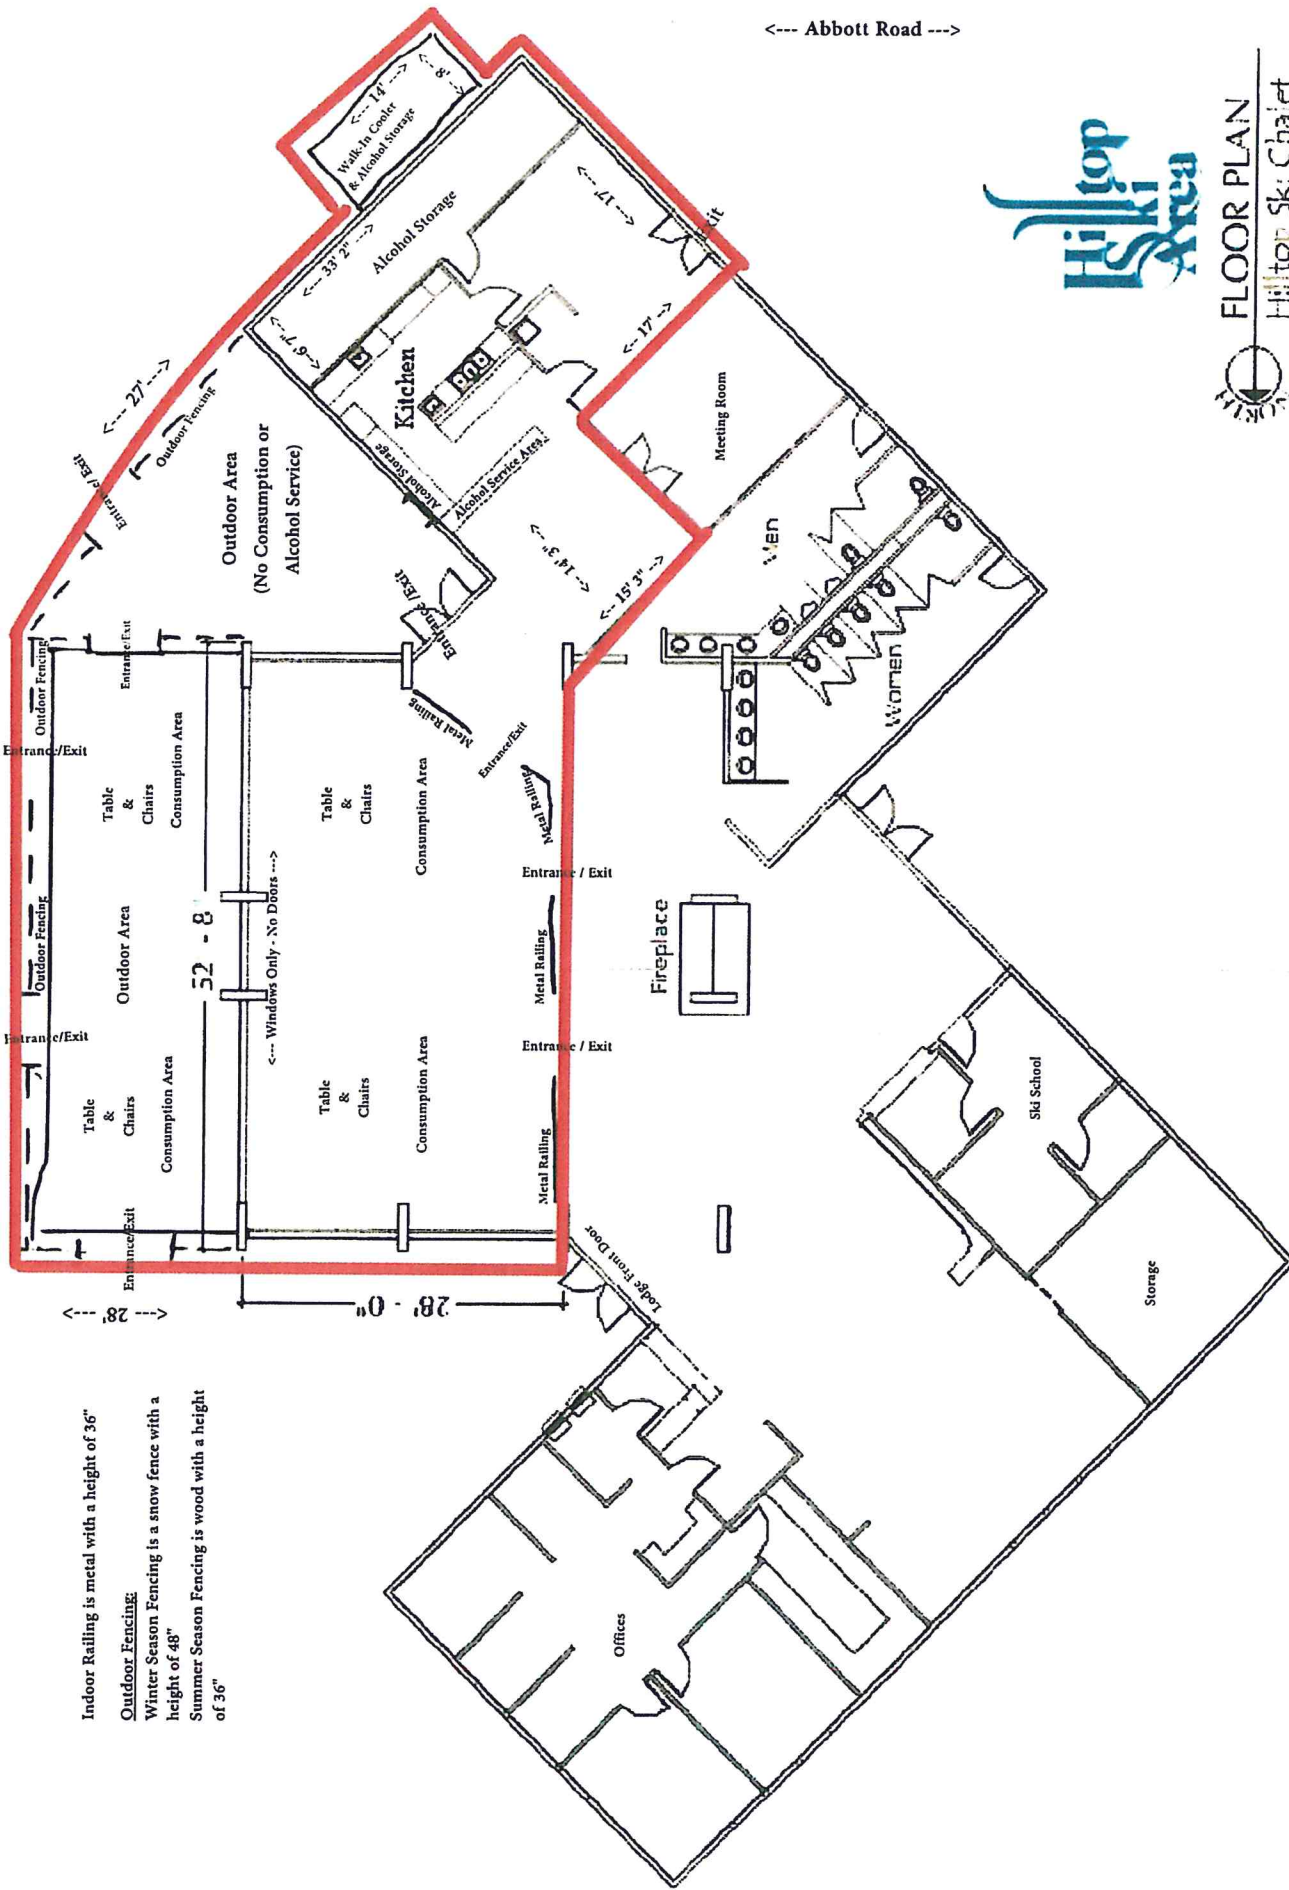 <--- Abbott Road --->
<--- 14' --->
<--- 8' --->
Walk-In Cooler
& Alcohol Storage
<--- 33' 2" --->
Alcohol Storage
<--- 17' --->
Exit
<--6' 7" --->
Kitchen
<--- 17' --->
Meeting Room
<--- 27' --->
Outdoor Fencing
Entrance/ Exit
Outdoor Area
(No Consumption or
Alcohol Service)
Alcohol Storage
Alcohol Service Area
<-- 14' 3" -->
<-- 15' 3" --->
Entrance /Exit
Men
Women
Hilltop
Ski
Area
FLOOR PLAN
Hilltop Ski Chalet
NORTH
Outdoor Fencing
Entrance/Exit
Entrance/Exit
Table
&
Chairs
Consumption Area
Outdoor Fencing
Outdoor Area
52 - 8
<--- Windows Only - No Doors --->
Entrance/Exit
Table
&
Chairs
Consumption Area
Entrance/Exit
Table
&
Chairs
Consumption Area
Metal Railing
Entrance/Exit
Metal Railing
Entrance / Exit
Metal Railing
Entrance / Exit
Table
&
Chairs
Consumption Area
Metal Railing
Fireplace
Lodge Front Door
<--- 28' --->
28' - 0"
Ski School
Storage
Offices
Indoor Railing is metal with a height of 36"
Outdoor Fencing:
Winter Season Fencing is a snow fence with a
height of 48"
Summer Season Fencing is wood with a height
of 36"